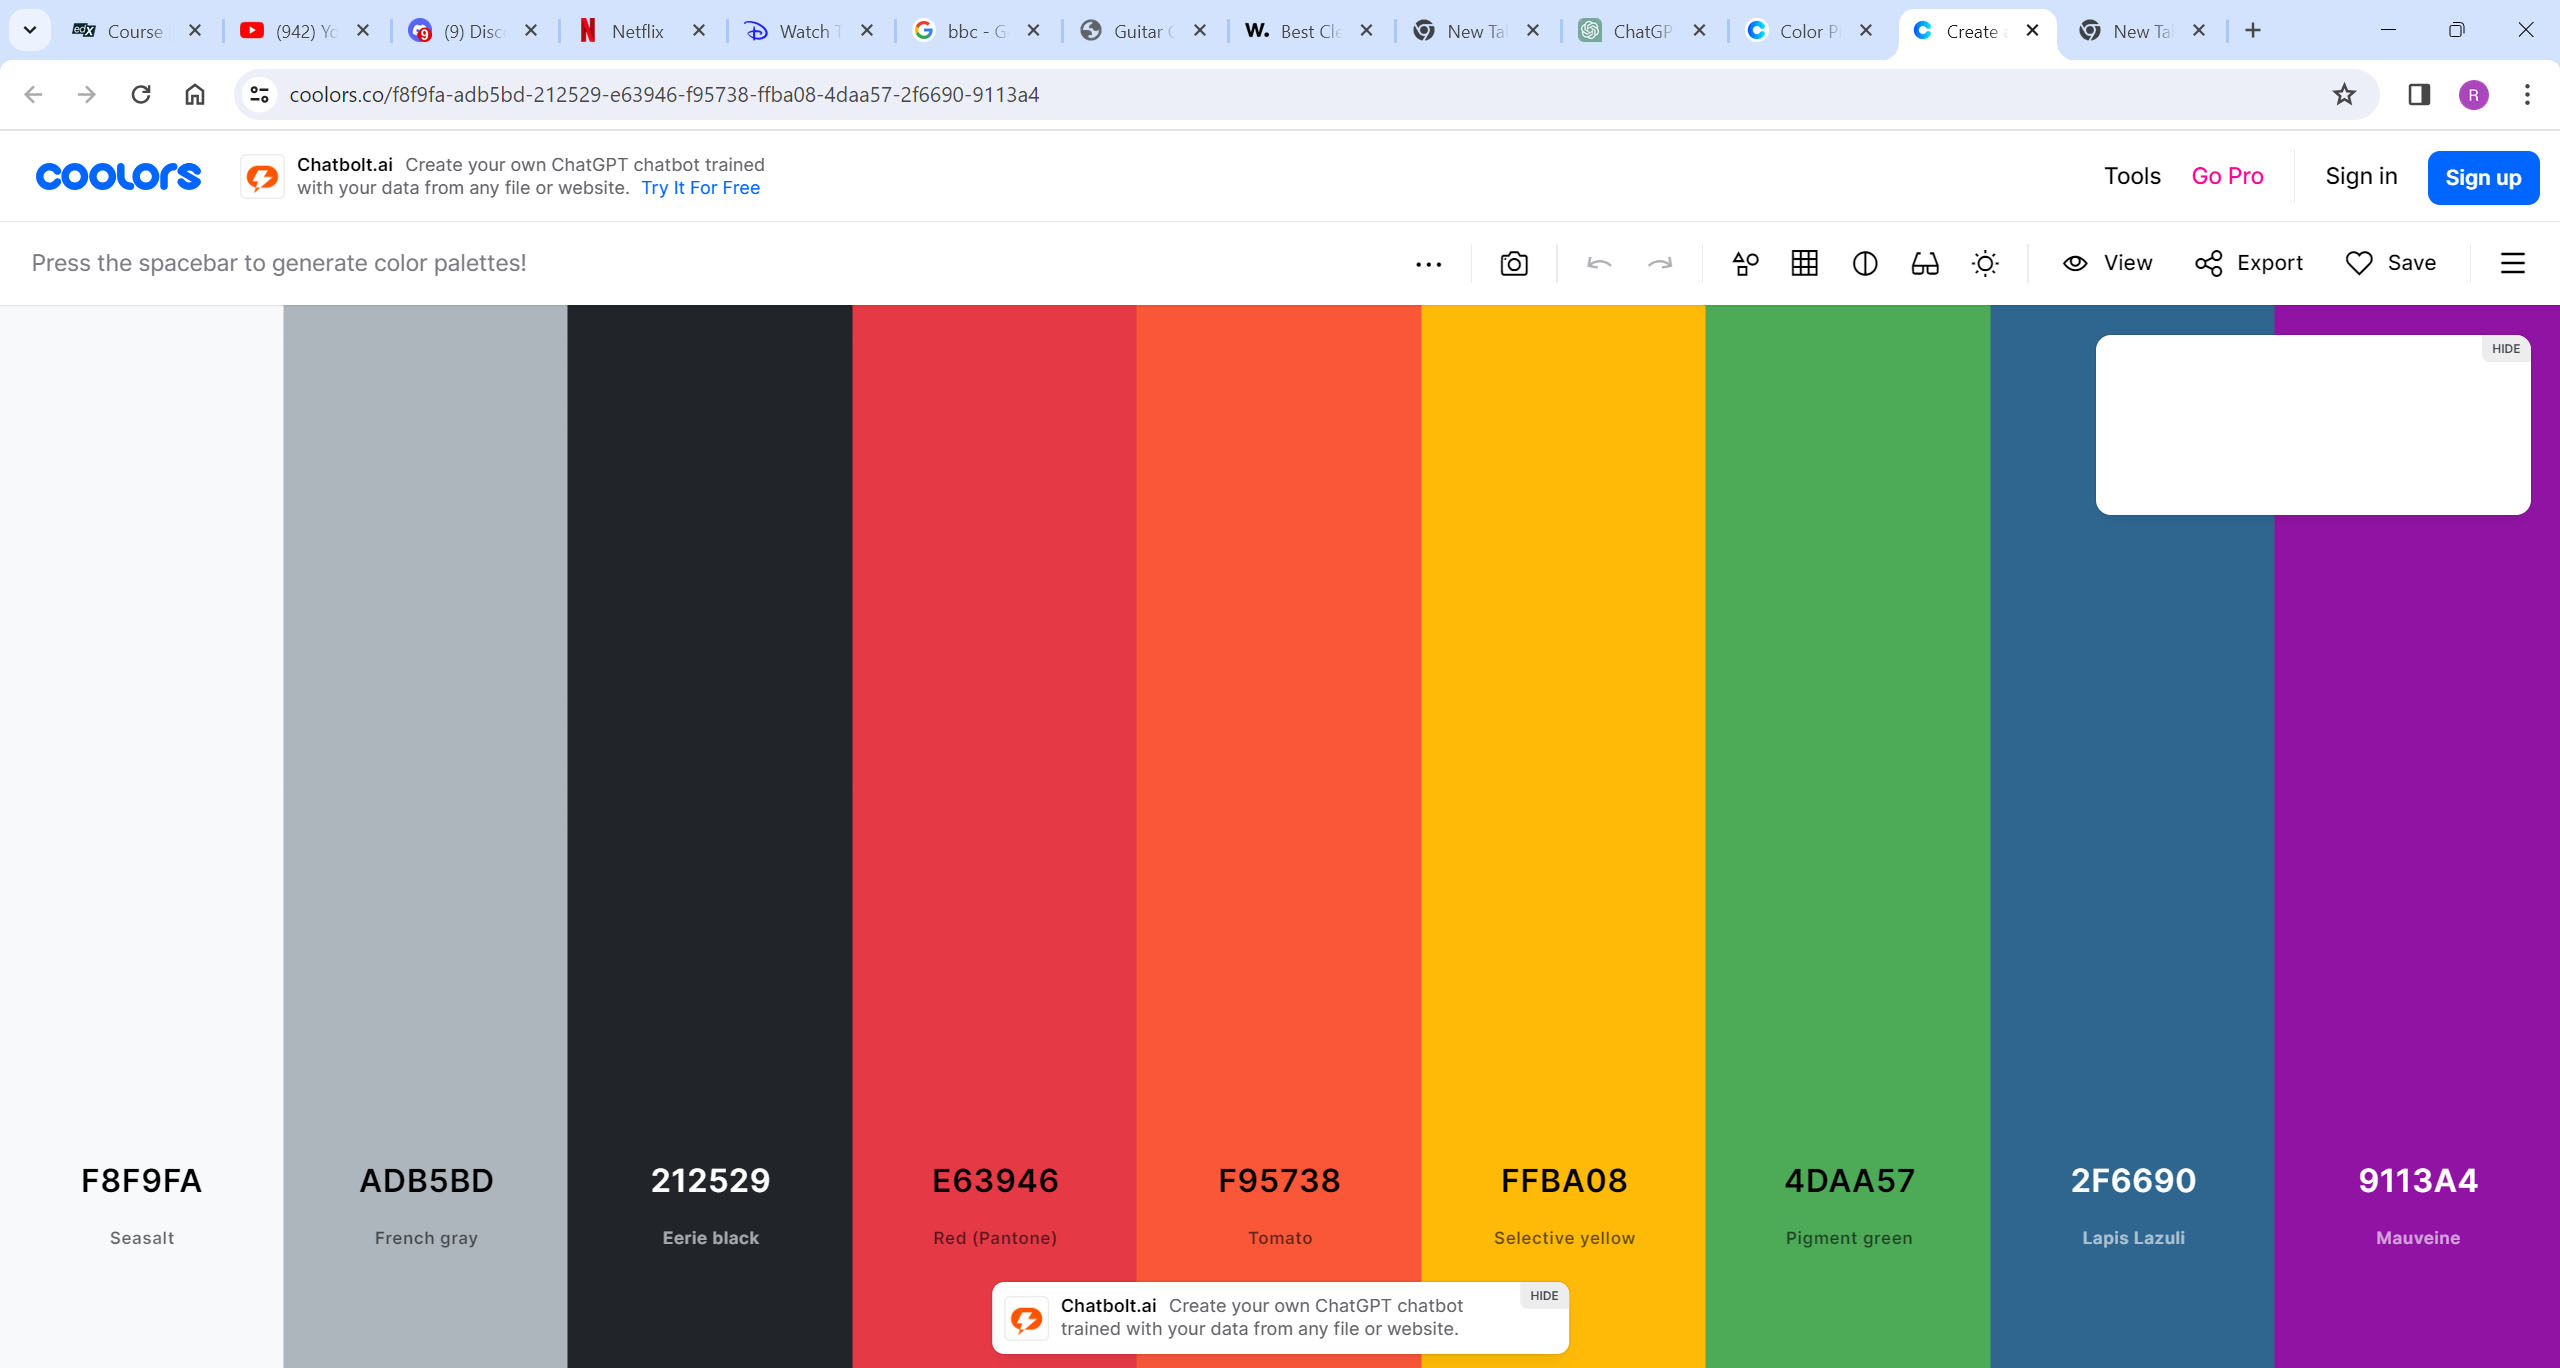 Course
(942) Yo
9
(9) Disc
Netflix
Watch T
bbc - G
Guitar C
W. Best Cle
New Tal
ChatGP
Color P
Create a
New Tal
coolors.co/f8f9fa-adb5bd-212529-e63946-f95738-ffba08-4daa57-2f6690-9113a4
R
coolors
Chatbolt.ai Create your own ChatGPT chatbot trained
with your data from any file or website. Try It For Free
Tools
Go Pro
Sign in
Sign up
Press the spacebar to generate color palettes!
View
Export
Save
HIDE
F8F9FA
Seasalt
ADB5BD
French gray
212529
Eerie black
E63946
Red (Pantone)
F95738
Tomato
FFBA08
Selective yellow
4DAA57
Pigment green
2F6690
Lapis Lazuli
9113A4
Mauveine
Chatbolt.ai Create your own ChatGPT chatbot
trained with your data from any file or website.
HIDE